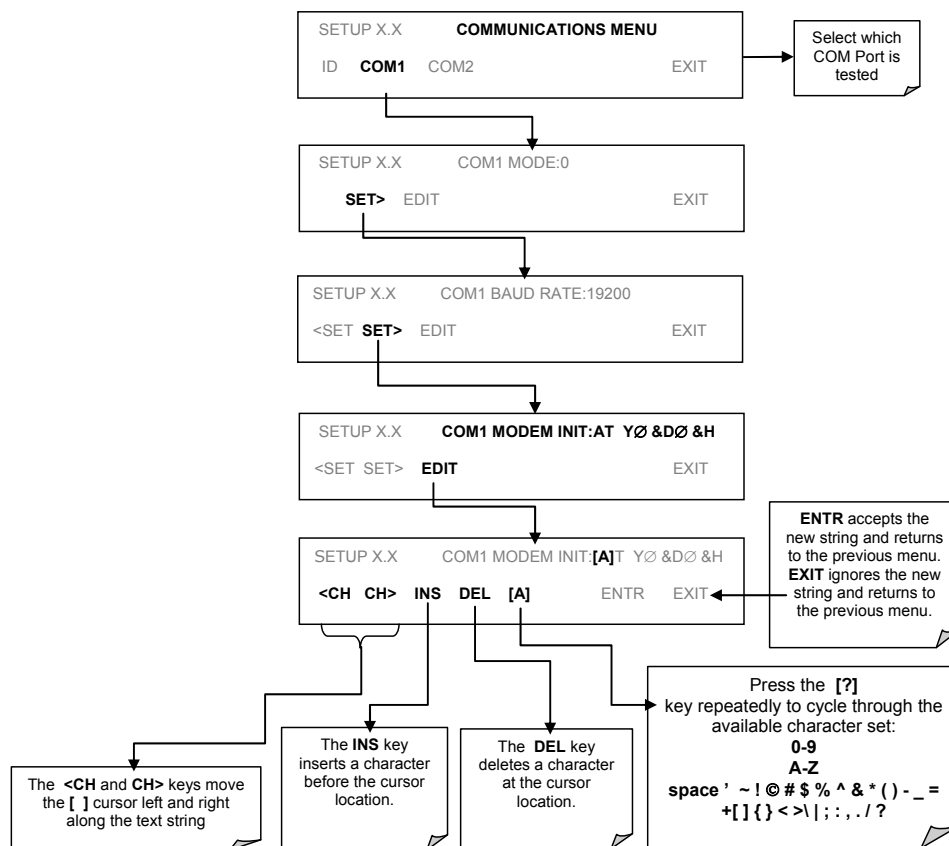 SETUP X.X COMMUNICATIONS MENU
ID COM1 COM2 EXIT
Select which
COM Port is
tested
SETUP X.X COM1 MODE:0
SET> EDIT EXIT
SETUP X.X COM1 BAUD RATE:19200
<SET SET> EDIT EXIT
SETUP X.X COM1 MODEM INIT:AT YØ &DØ &H
<SET SET> EDIT EXIT
SETUP X.X COM1 MODEM INIT:[A]T YØ &DØ &H
<CH CH> INS DEL [A] ENTR EXIT
ENTR accepts the
new string and returns
to the previous menu.
EXIT ignores the new
string and returns to
the previous menu.
The <CH and CH> keys move
the [ ] cursor left and right
along the text string
The INS key
inserts a character
before the cursor
location.
The DEL key
deletes a character
at the cursor
location.
Press the [?]
key repeatedly to cycle through the
available character set:
0-9
A-Z
space ' ~ ! © # $ % ^ & * ( ) - _ =
+[ ] { } < >\ | ; : , . / ?